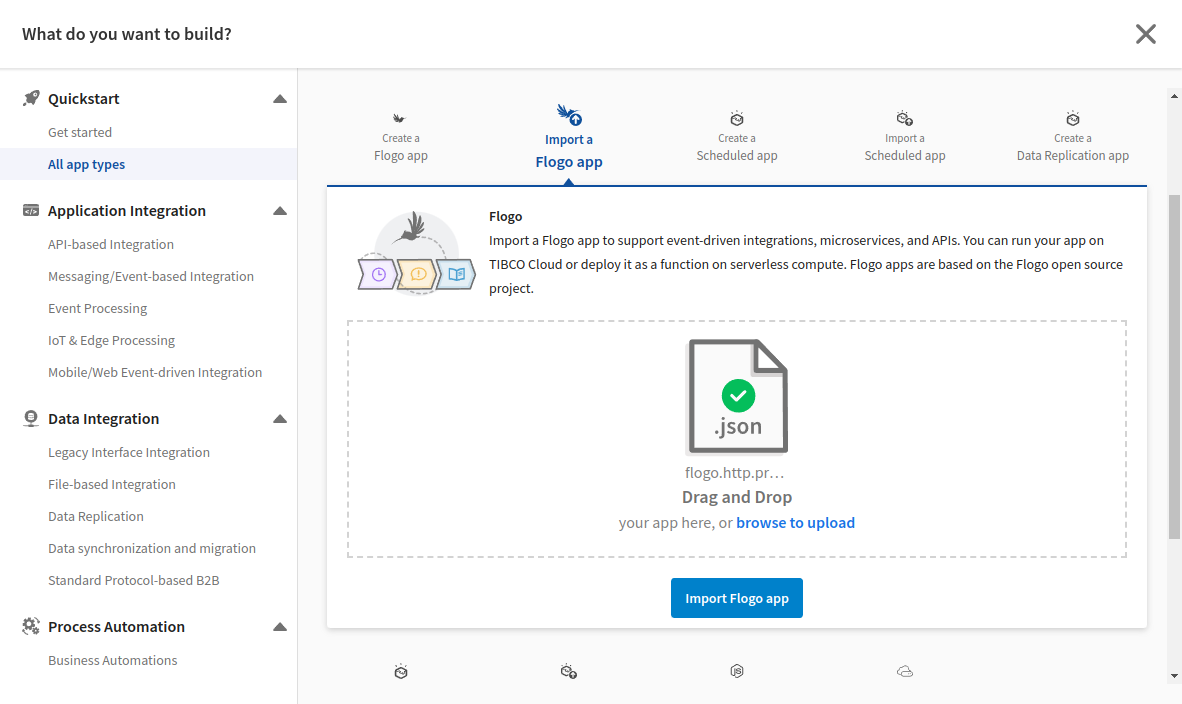 What do you want to build?
Quickstart
Get started
All app types
Application Integration
API-based Integration
Messaging/Event-based Integration
Event Processing
IoT & Edge Processing
Mobile/Web Event-driven Integration
Data Integration
Legacy Interface Integration
File-based Integration
Data Replication
Data synchronization and migration
Standard Protocol-based B2B
Process Automation
Business Automations
Create a
Flogo app
Import a
Flogo app
Create a
Scheduled app
Import a
Scheduled app
Create a
Data Replication app
Flogo
Import a Flogo app to support event-driven integrations, microservices, and APIs. You can run your app on
TIBCO Cloud or deploy it as a function on serverless compute. Flogo apps are based on the Flogo open source
project.
.json
flogo.http.pr…
Drag and Drop
your app here, or browse to upload
Import Flogo app
JS